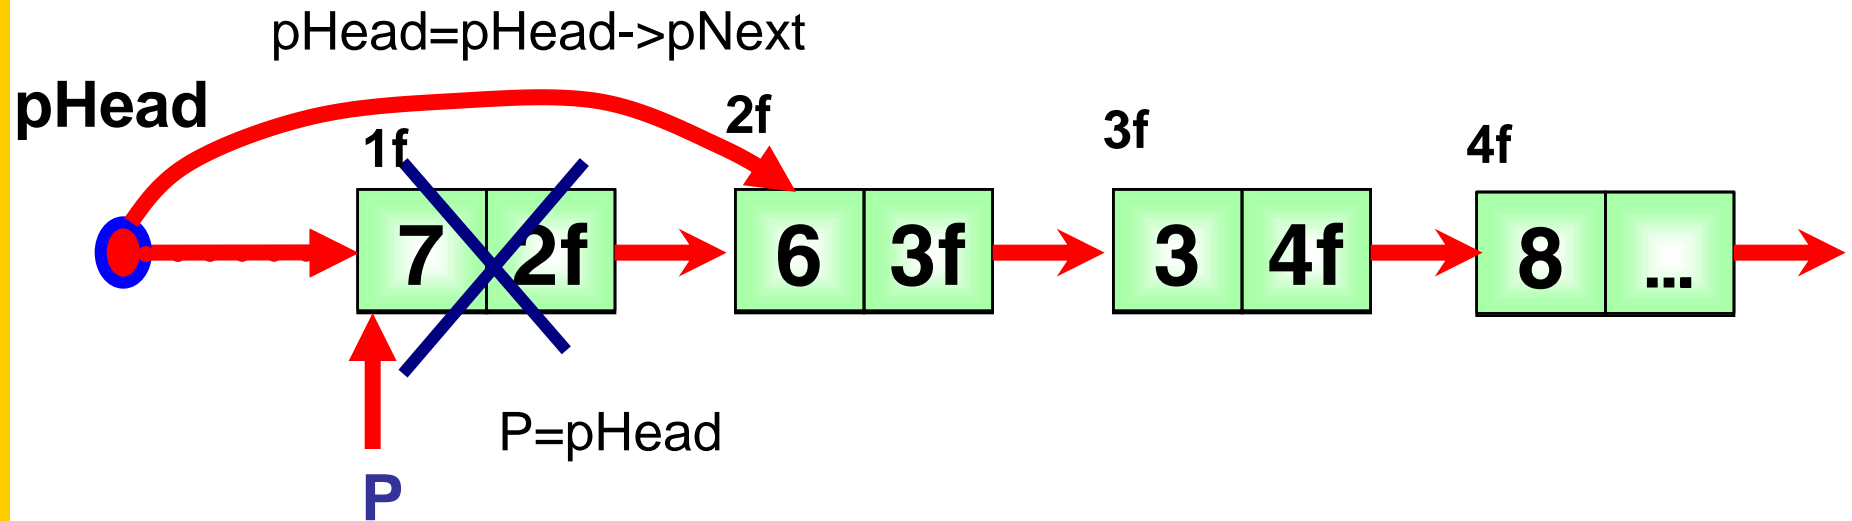 pHead=pHead->pNext
pHead
1f
2f
3f
4f
7 2f
6 3f
3 4f
8 ...
P=pHead
P